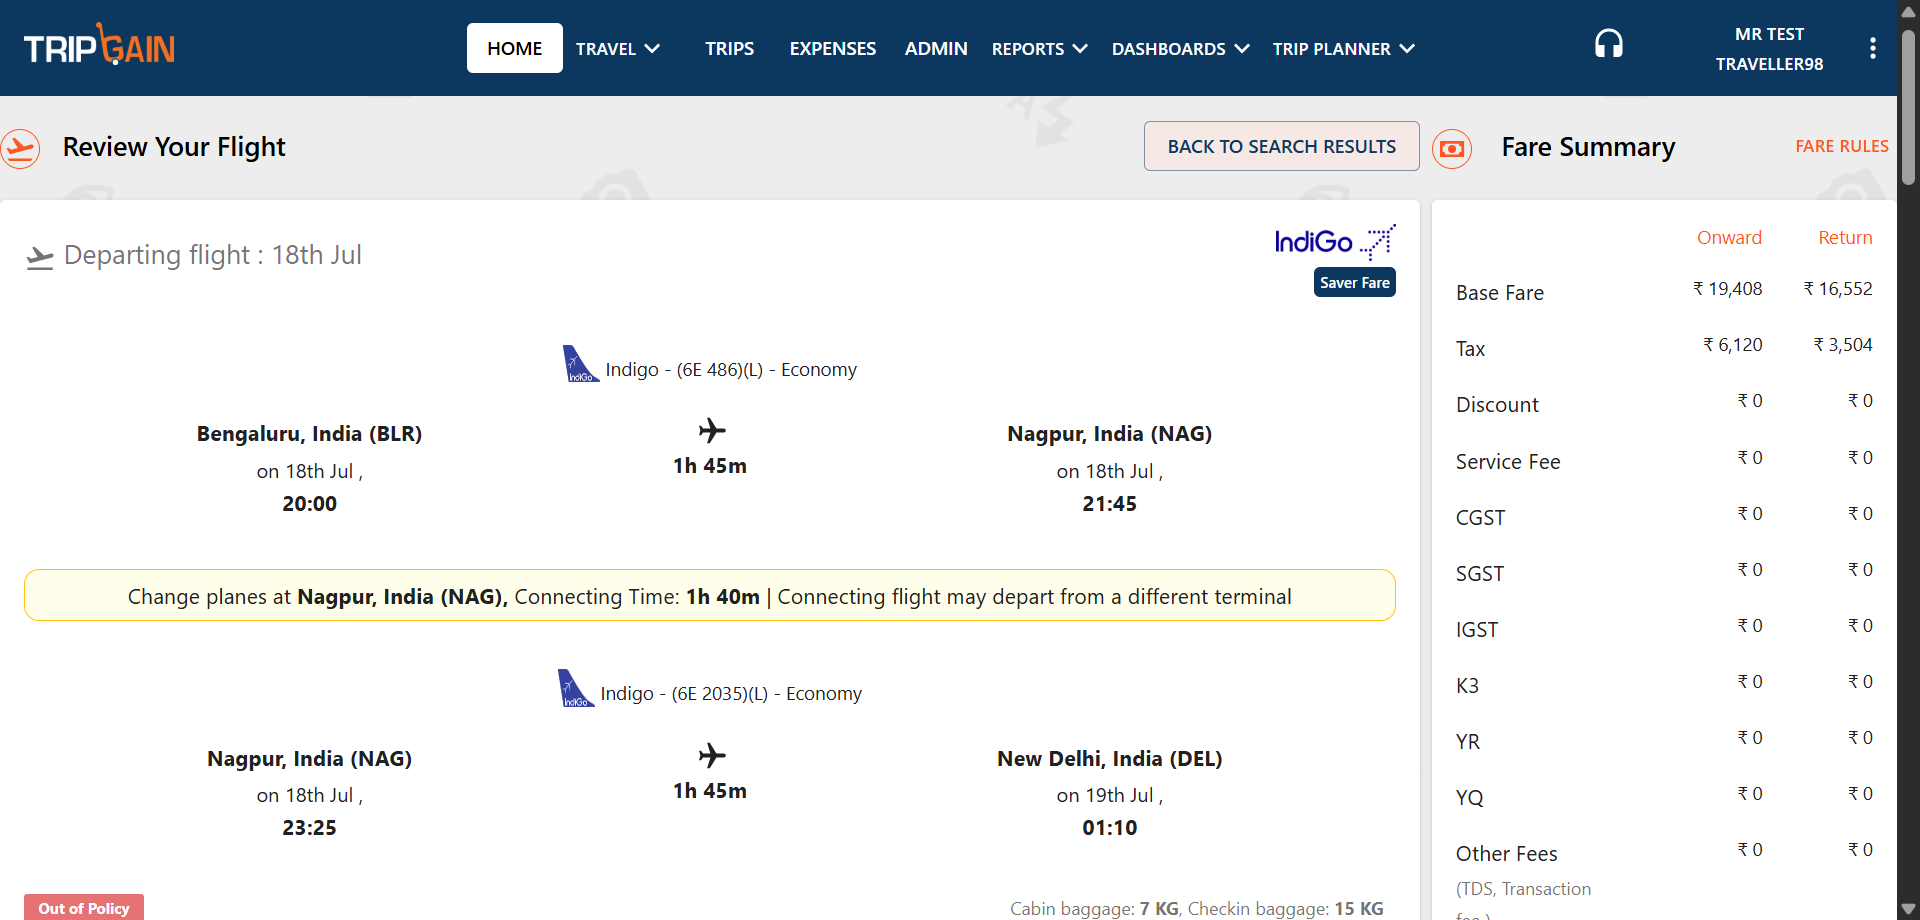 TRIPGAIN
HOME
TRAVEL
TRIPS
EXPENSES
ADMIN
REPORTS
DASHBOARDS
TRIP PLANNER
MR TEST
TRAVELLER98
Review Your Flight
BACK TO SEARCH RESULTS
Fare Summary
FARE RULES
Departing flight : 18th Jul
IndiGo
Saver Fare
IndiGo
Indigo - (6E 486)(L) - Economy
Bengaluru, India (BLR)
on 18th Jul ,
20:00
1h 45m
Nagpur, India (NAG)
on 18th Jul ,
21:45
Change planes at Nagpur, India (NAG), Connecting Time: 1h 40m | Connecting flight may depart from a different terminal
IndiGo
Indigo - (6E 2035)(L) - Economy
Nagpur, India (NAG)
on 18th Jul ,
23:25
1h 45m
New Delhi, India (DEL)
on 19th Jul ,
01:10
Out of Policy
Cabin baggage: 7 KG, Checkin baggage: 15 KG
Onward Return
Base Fare ₹ 19,408 ₹ 16,552
Tax ₹ 6,120 ₹ 3,504
Discount ₹ 0 ₹ 0
Service Fee ₹ 0 ₹ 0
CGST ₹ 0 ₹ 0
SGST ₹ 0 ₹ 0
IGST ₹ 0 ₹ 0
K3 ₹ 0 ₹ 0
YR ₹ 0 ₹ 0
YQ ₹ 0 ₹ 0
Other Fees ₹ 0 ₹ 0
(TDS, Transaction